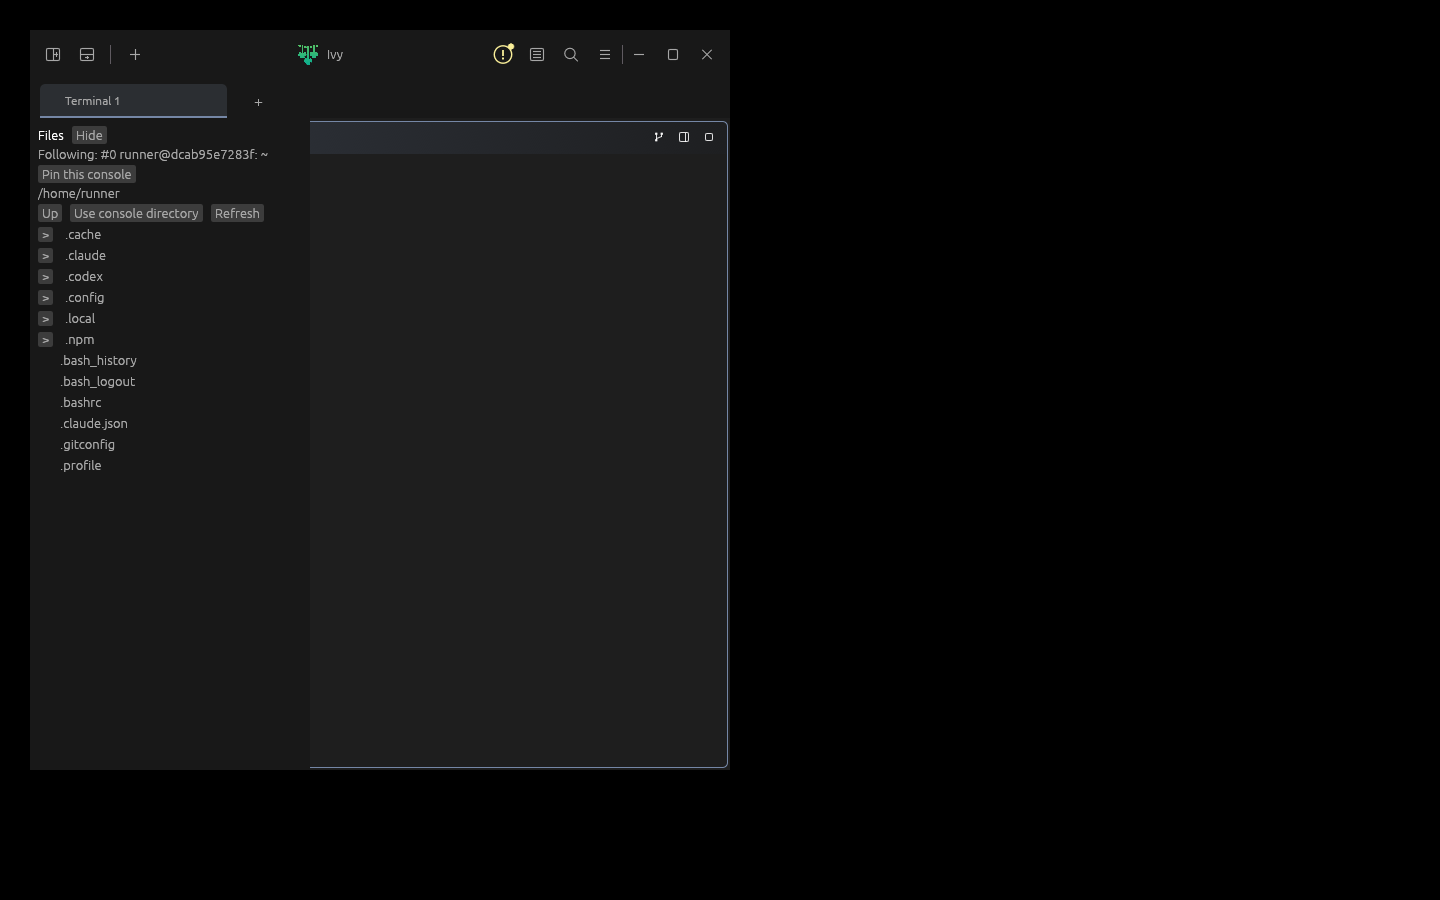 Ivy
Terminal 1
Files Hide
Following: #0 runner@dcab95e7283f: ~
Pin this console
/home/runner
Up Use console directory Refresh
> .cache
> .claude
> .codex
> .config
> .local
> .npm
.bash_history
.bash_logout
.bashrc
.claude.json
.gitconfig
.profile